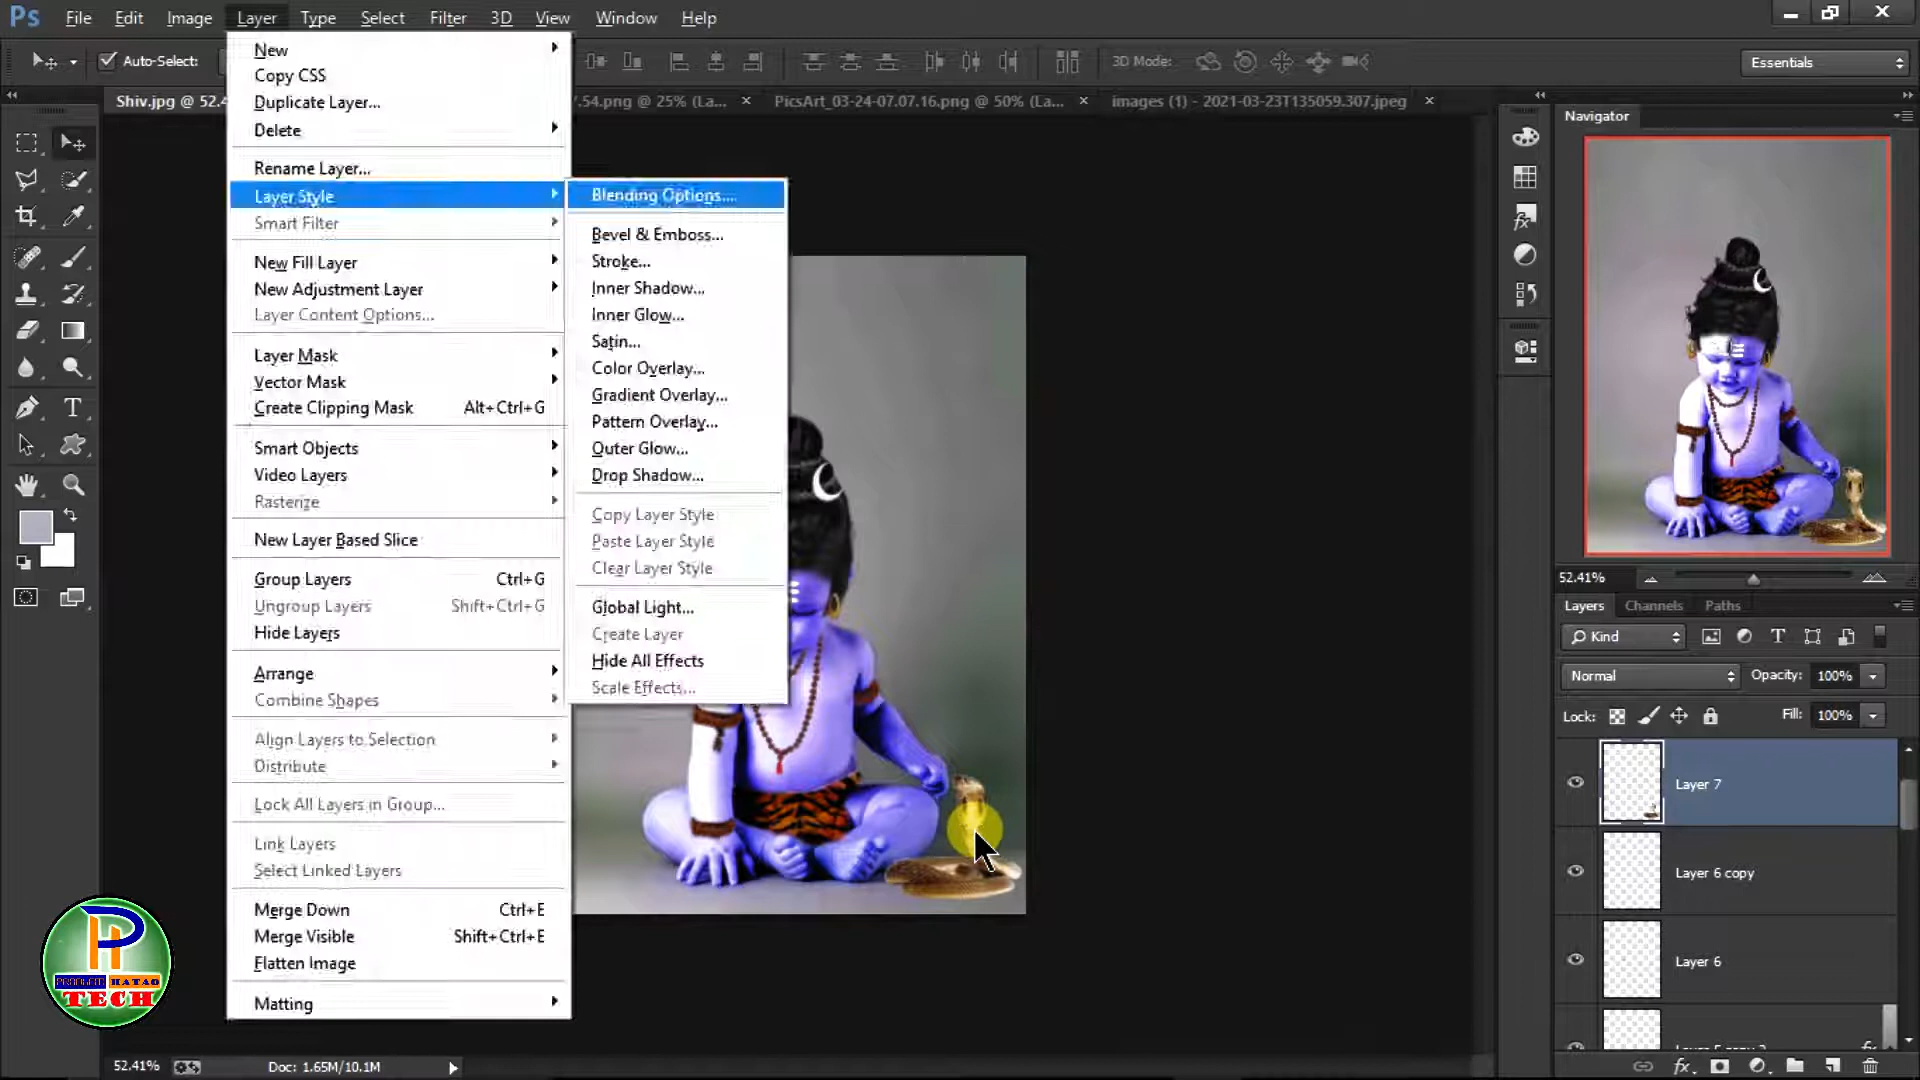 Ps File Edit Image Layer Type Select Filter 3D View Window Help
Auto-Select: 3D Mode: Essentials
Shiv.jpg @ 52.4 7.54.png @ 25% (La... × PicsArt_03-24-07.07.16.png @ 50% (La... × images (1) - 2021-03-23T135059.307.jpeg ×
New
Copy CSS
Duplicate Layer...
Delete
Rename Layer...
Layer Style
Smart Filter
New Fill Layer
New Adjustment Layer
Layer Content Options...
Layer Mask
Vector Mask
Create Clipping Mask Alt+Ctrl+G
Smart Objects
Video Layers
Rasterize
New Layer Based Slice
Group Layers Ctrl+G
Ungroup Layers Shift+Ctrl+G
Hide Layers
Arrange
Combine Shapes
Align Layers to Selection
Distribute
Lock All Layers in Group...
Link Layers
Select Linked Layers
Merge Down Ctrl+E
Merge Visible Shift+Ctrl+E
Flatten Image
Matting
Blending Options...
Bevel & Emboss...
Stroke...
Inner Shadow...
Inner Glow...
Satin...
Color Overlay...
Gradient Overlay...
Pattern Overlay...
Outer Glow...
Drop Shadow...
Copy Layer Style
Paste Layer Style
Clear Layer Style
Global Light...
Create Layer
Hide All Effects
Scale Effects...
Navigator
52.41%
Layers Channels Paths
Kind
Normal Opacity: 100%
Lock: Fill: 100%
Layer 7
Layer 6 copy
Layer 6
Layer 5 copy 2 fx
TECH
52.41% Doc: 1.65M/10.1M